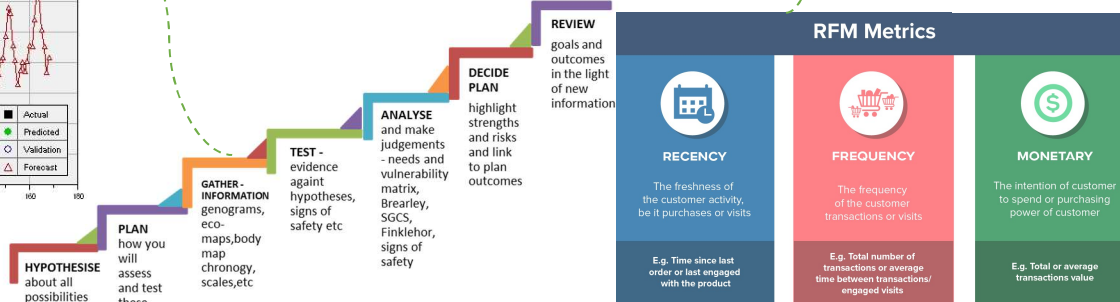 Actual
Predicted
Validation
Forecast
160
180
HYPOTHESISE
about all
possibilities
PLAN
how you
will
assess
and test
these
GATHER -
INFORMATION
genograms,
eco-
maps,body
map
chronogy,
scales,etc
TEST -
evidence
againt
hypotheses,
signs of
safety etc
ANALYSE
and make
judgements
- needs and
vulnerability
matrix,
Brearley,
SGCS,
Finklehor,
signs of
safety
DECIDE
PLAN
highlight
strengths
and risks
and link
to plan
outcomes
REVIEW
goals and
outcomes
in the light
of new
information
RFM Metrics
RECENCY
The freshness of
the customer activity,
be it purchases or visits
E.g. Time since last
order or last engaged
with the product
FREQUENCY
The frequency
of the customer
transactions or visits
E.g. Total number of
transactions or average
time between transactions/
engaged visits
MONETARY
The intention of customer
to spend or purchasing
power of customer
E.g. Total or average
transactions value